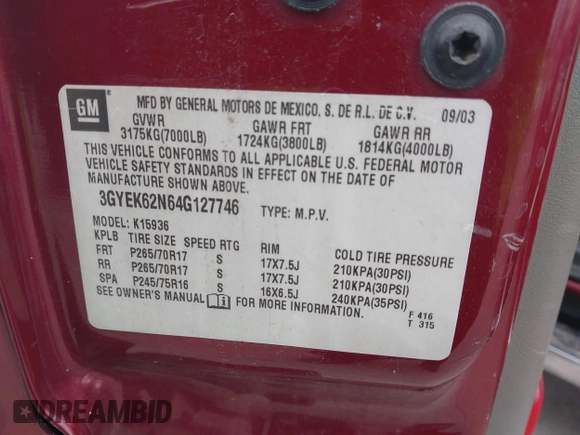 GM
MFD BY GENERAL MOTORS DE MEXICO, S. DE R.L. DE C.V. 09/03
GVWR GAWR FRT GAWR RR
3175KG(7000LB) 1724KG(3800LB) 1814KG(4000LB)
THIS VEHICLE CONFORMS TO ALL APPLICABLE U.S. FEDERAL MOTOR
VEHICLE SAFETY STANDARDS IN EFFECT ON THE DATE OF
MANUFACTURE SHOWN ABOVE.
3GYEK62N64G127746 TYPE: M.P.V.
MODEL: K15936
KPLB TIRE SIZE SPEED RTG RIM COLD TIRE PRESSURE
FRT P265/70R17 S 17X7.5J 210KPA(30PSI)
RR P265/70R17 S 17X7.5J 210KPA(30PSI)
SPA P245/75R16 S 16X6.5J 240KPA(35PSI)
SEE OWNER'S MANUAL FOR MORE INFORMATION.
F 416
T 315
DREAMBID